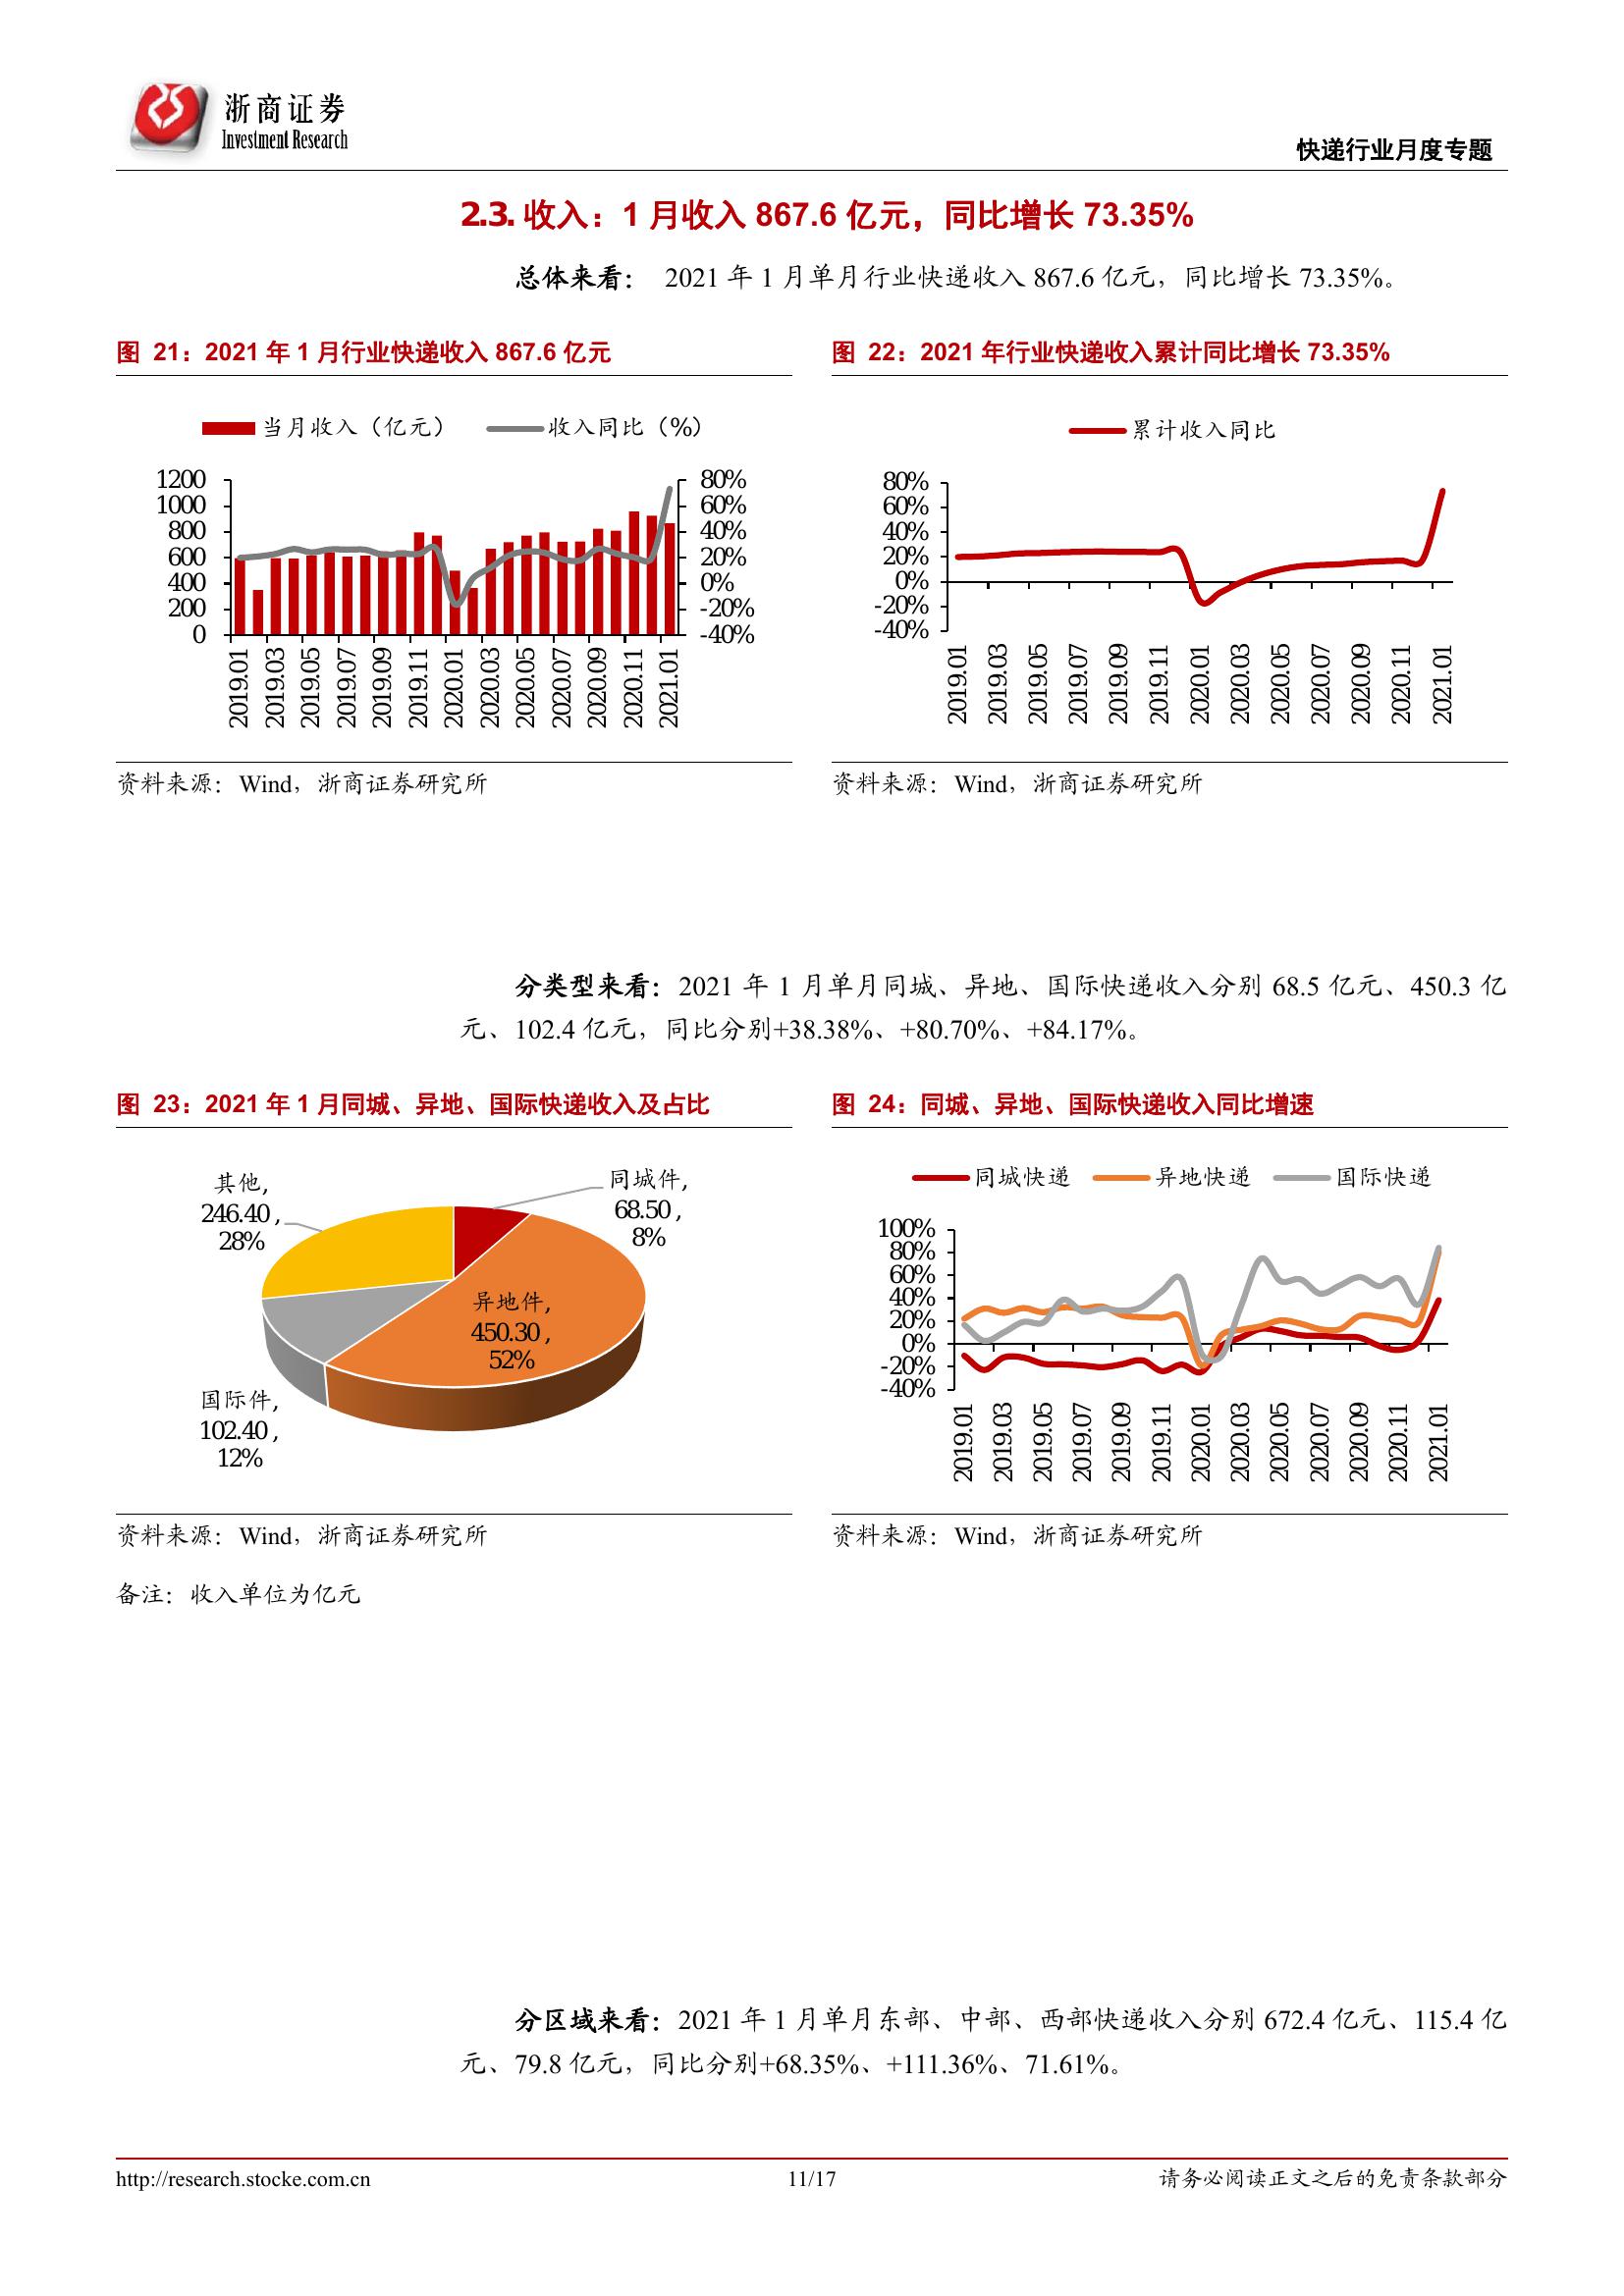 浙商证券
Investment Research
快递行业月度专题
2.3. 收入：1 月收入 867.6 亿元，同比增长 73.35%
总体来看： 2021 年 1 月单月行业快递收入 867.6 亿元，同比增长 73.35%。
图 21：2021 年 1 月行业快递收入 867.6 亿元
当月收入（亿元） 收入同比（%）
1200
1000
800
600
400
200
0
80%
60%
40%
20%
0%
-20%
-40%
2019.01
2019.03
2019.05
2019.07
2019.09
2019.11
2020.01
2020.03
2020.05
2020.07
2020.09
2020.11
2021.01
资料来源：Wind，浙商证券研究所
图 22：2021 年行业快递收入累计同比增长 73.35%
累计收入同比
80%
60%
40%
20%
0%
-20%
-40%
2019.01
2019.03
2019.05
2019.07
2019.09
2019.11
2020.01
2020.03
2020.05
2020.07
2020.09
2020.11
2021.01
资料来源：Wind，浙商证券研究所
分类型来看：2021 年 1 月单月同城、异地、国际快递收入分别 68.5 亿元、450.3 亿
元、102.4 亿元，同比分别+38.38%、+80.70%、+84.17%。
图 23：2021 年 1 月同城、异地、国际快递收入及占比
其他,
246.40 ,
28%
同城件,
68.50 ,
8%
异地件,
450.30 ,
52%
国际件,
102.40 ,
12%
资料来源：Wind，浙商证券研究所
备注：收入单位为亿元
图 24：同城、异地、国际快递收入同比增速
同城快递 异地快递 国际快递
100%
80%
60%
40%
20%
0%
-20%
-40%
2019.01
2019.03
2019.05
2019.07
2019.09
2019.11
2020.01
2020.03
2020.05
2020.07
2020.09
2020.11
2021.01
资料来源：Wind，浙商证券研究所
分区域来看：2021 年 1 月单月东部、中部、西部快递收入分别 672.4 亿元、115.4 亿
元、79.8 亿元，同比分别+68.35%、+111.36%、71.61%。
http://research.stocke.com.cn 11/17 请务必阅读正文之后的免责条款部分